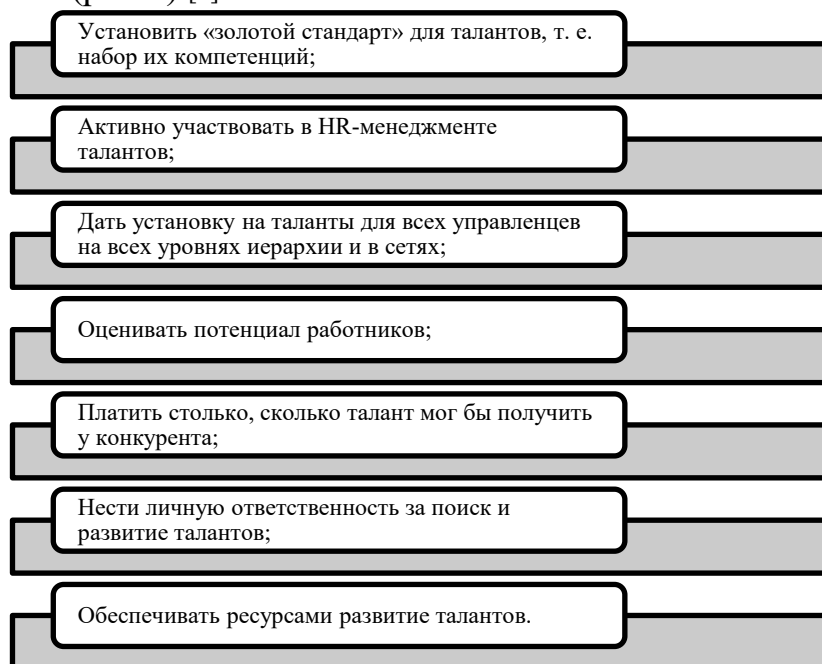 Установить «золотой стандарт» для талантов, т. е.
набор их компетенций;
Активно участвовать в HR-менеджменте
талантов;
Дать установку на таланты для всех управленцев
на всех уровнях иерархии и в сетях;
Оценивать потенциал работников;
Платить столько, сколько талант мог бы получить
у конкурента;
Нести личную ответственность за поиск и
развитие талантов;
Обеспечивать ресурсами развитие талантов.